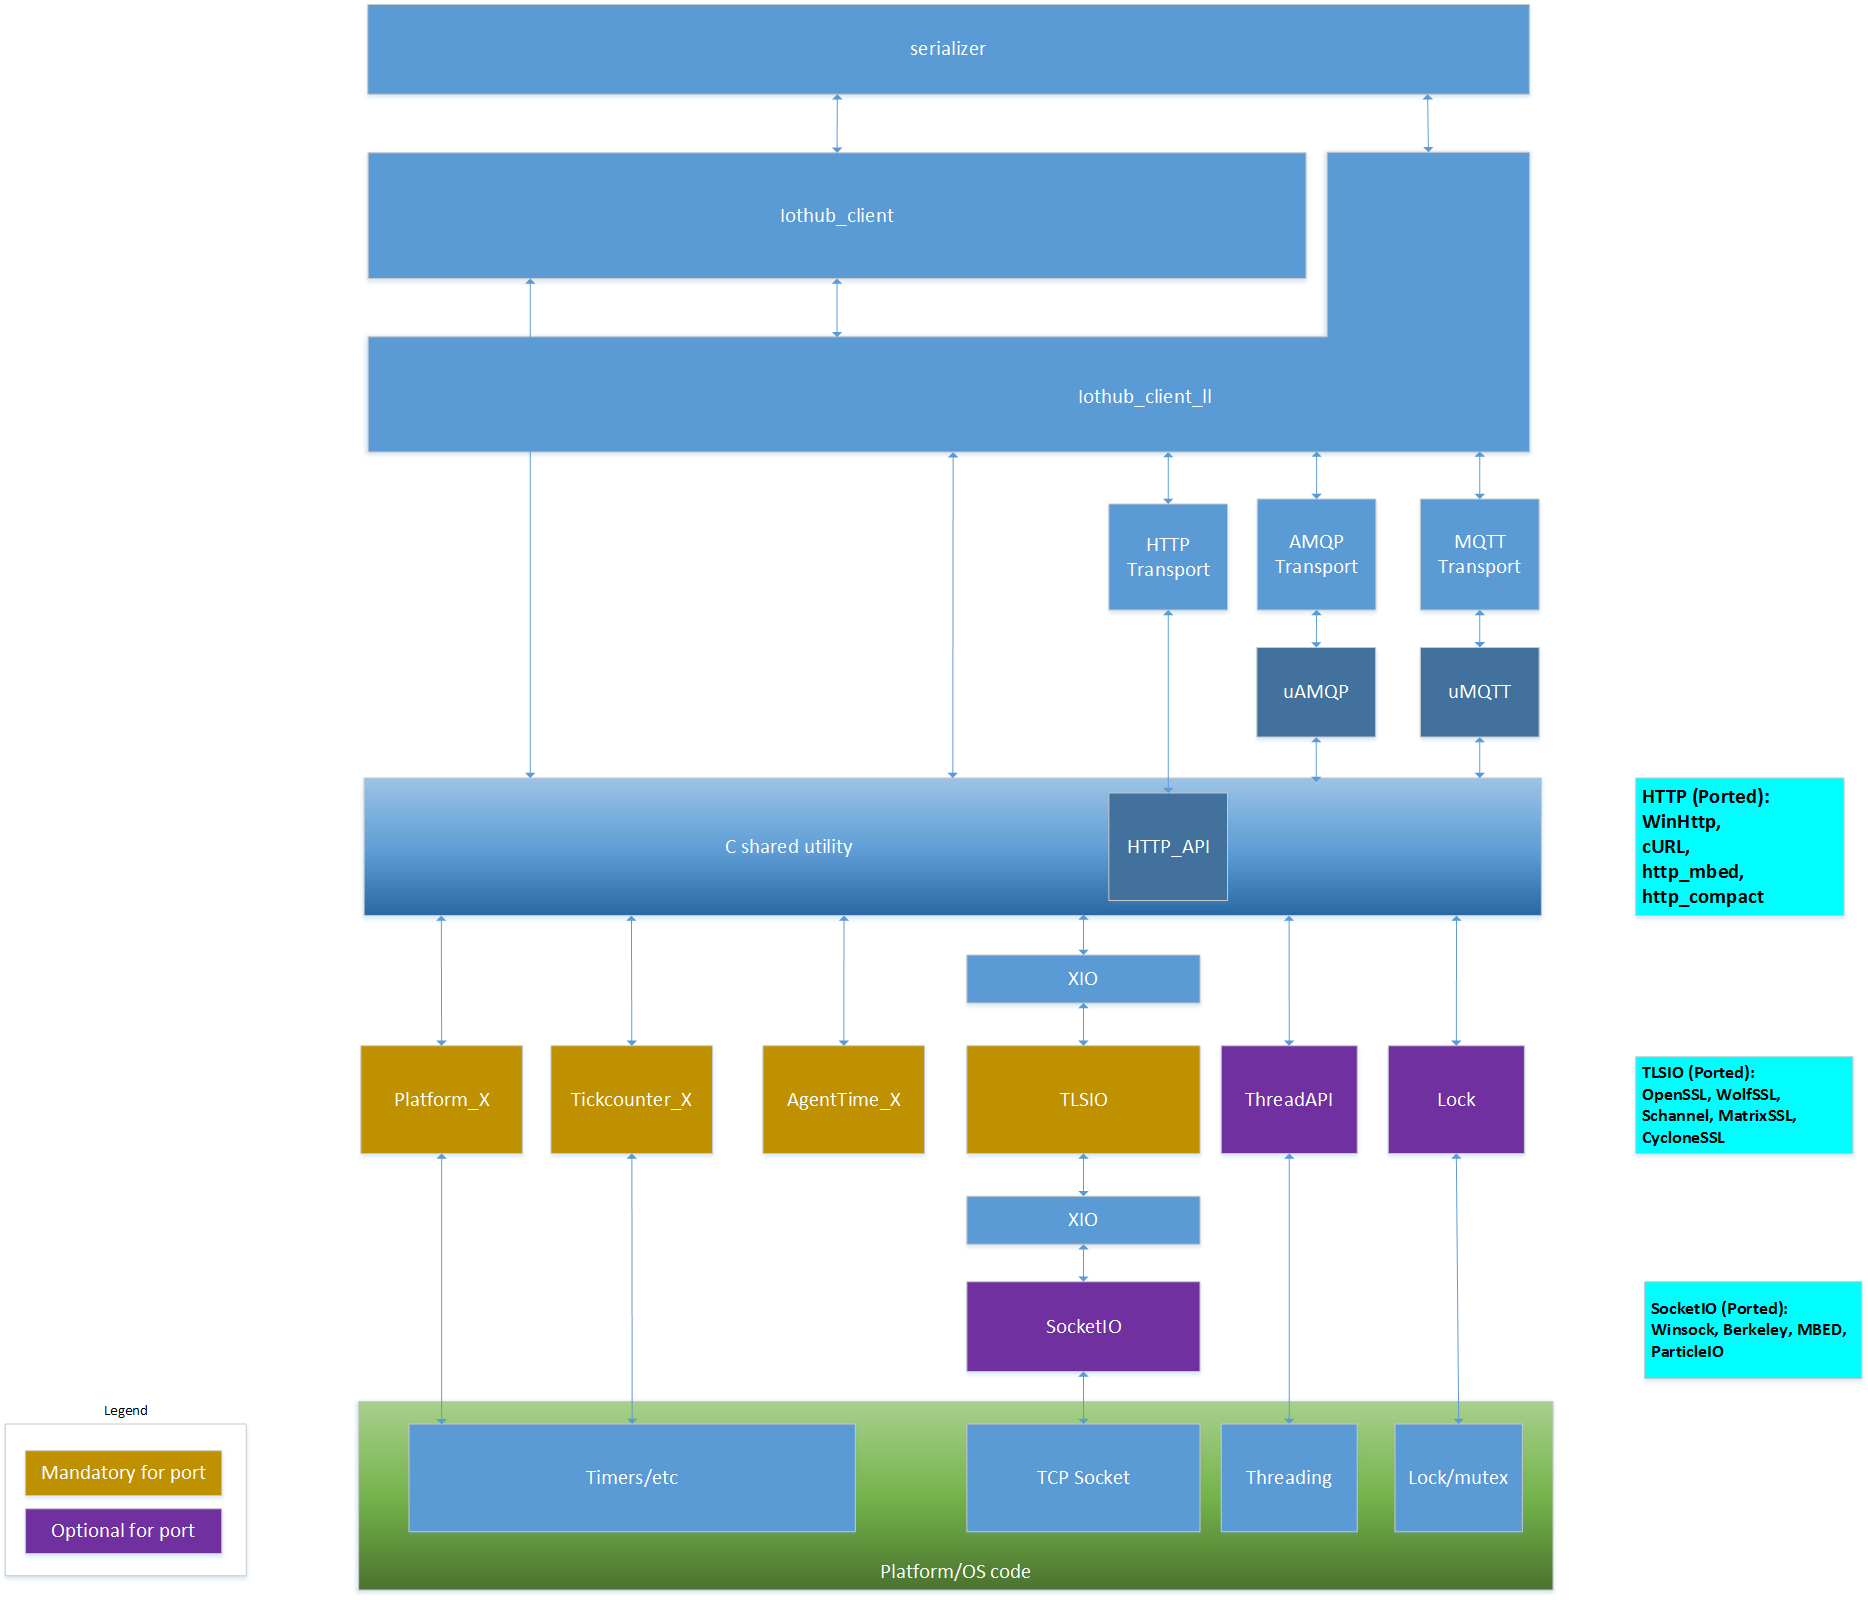 serializer
Iothub_client
Iothub_client_ll
HTTP
Transport
AMQP
Transport
MQTT
Transport
uAMQP
uMQTT
C shared utility
HTTP_API
HTTP (Ported):
WinHttp,
cURL,
http_mbed,
http_compact
XIO
Platform_X
Tickcounter_X
AgentTime_X
TLSIO
ThreadAPI
Lock
TLSIO (Ported):
OpenSSL, WolfSSL,
Schannel, MatrixSSL,
CycloneSSL
XIO
SocketIO
SocketIO (Ported):
Winsock, Berkeley, MBED,
ParticleIO
Legend
Mandatory for port
Optional for port
Timers/etc
TCP Socket
Threading
Lock/mutex
Platform/OS code